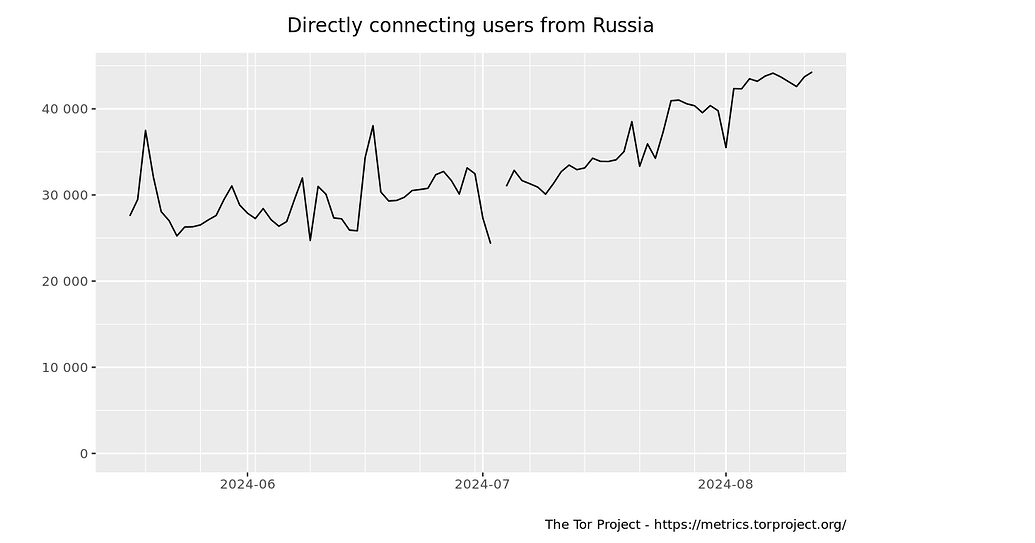 Directly connecting users from Russia
40 000
30 000
20 000
10 000
0
2024-06 2024-07 2024-08
The Tor Project - https://metrics.torproject.org/